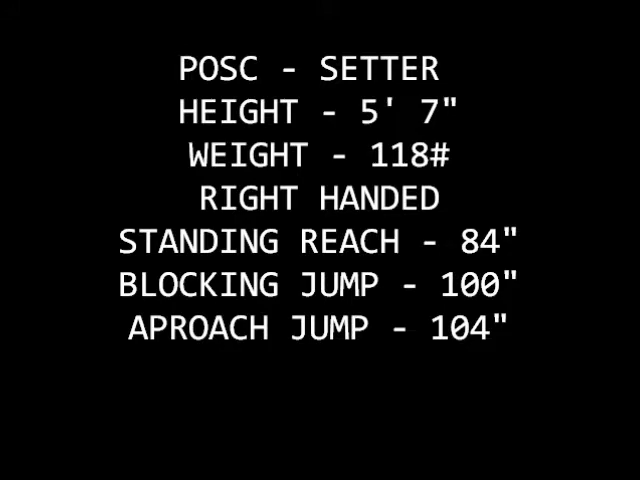 POSC - SETTER
HEIGHT - 5' 7"
WEIGHT - 118#
RIGHT HANDED
STANDING REACH - 84"
BLOCKING JUMP - 100"
APROACH JUMP - 104"